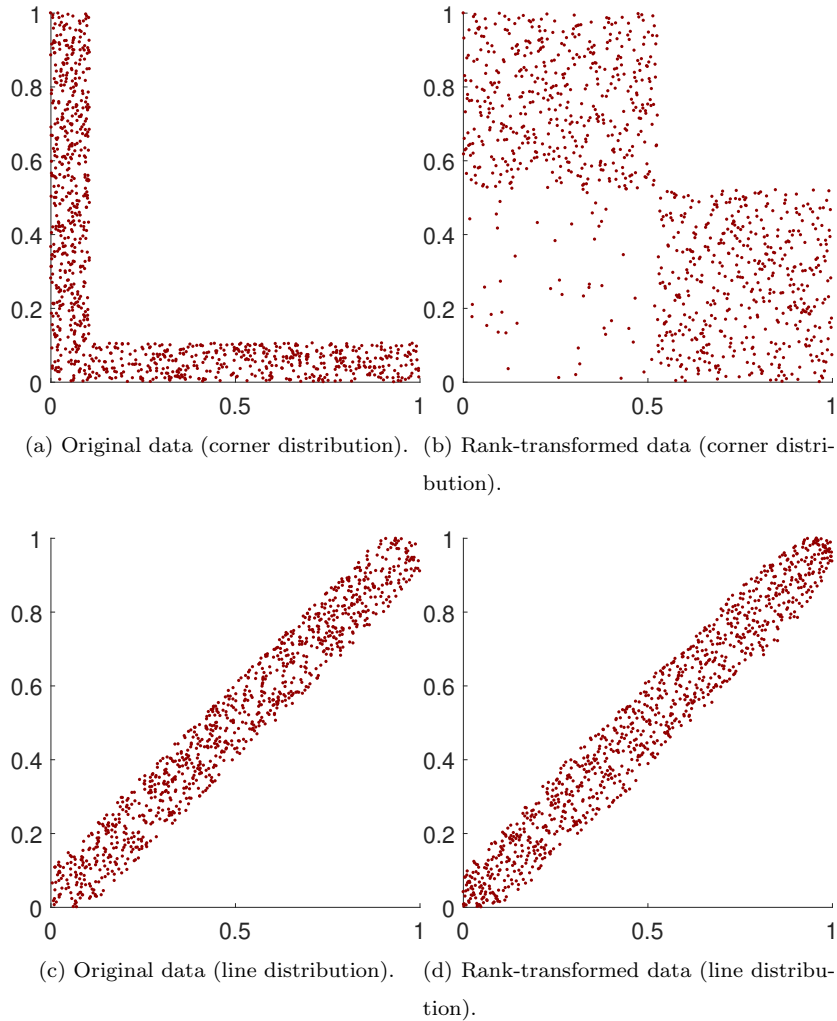 1
0.8
0.6
0.4
0.2
0
0 0.5 1
(a) Original data (corner distribution).
1
0.8
0.6
0.4
0.2
0
0 0.5 1
(b) Rank-transformed data (corner distri-
bution).
1
0.8
0.6
0.4
0.2
0
0 0.5 1
(c) Original data (line distribution).
1
0.8
0.6
0.4
0.2
0
0 0.5 1
(d) Rank-transformed data (line distribu-
tion).